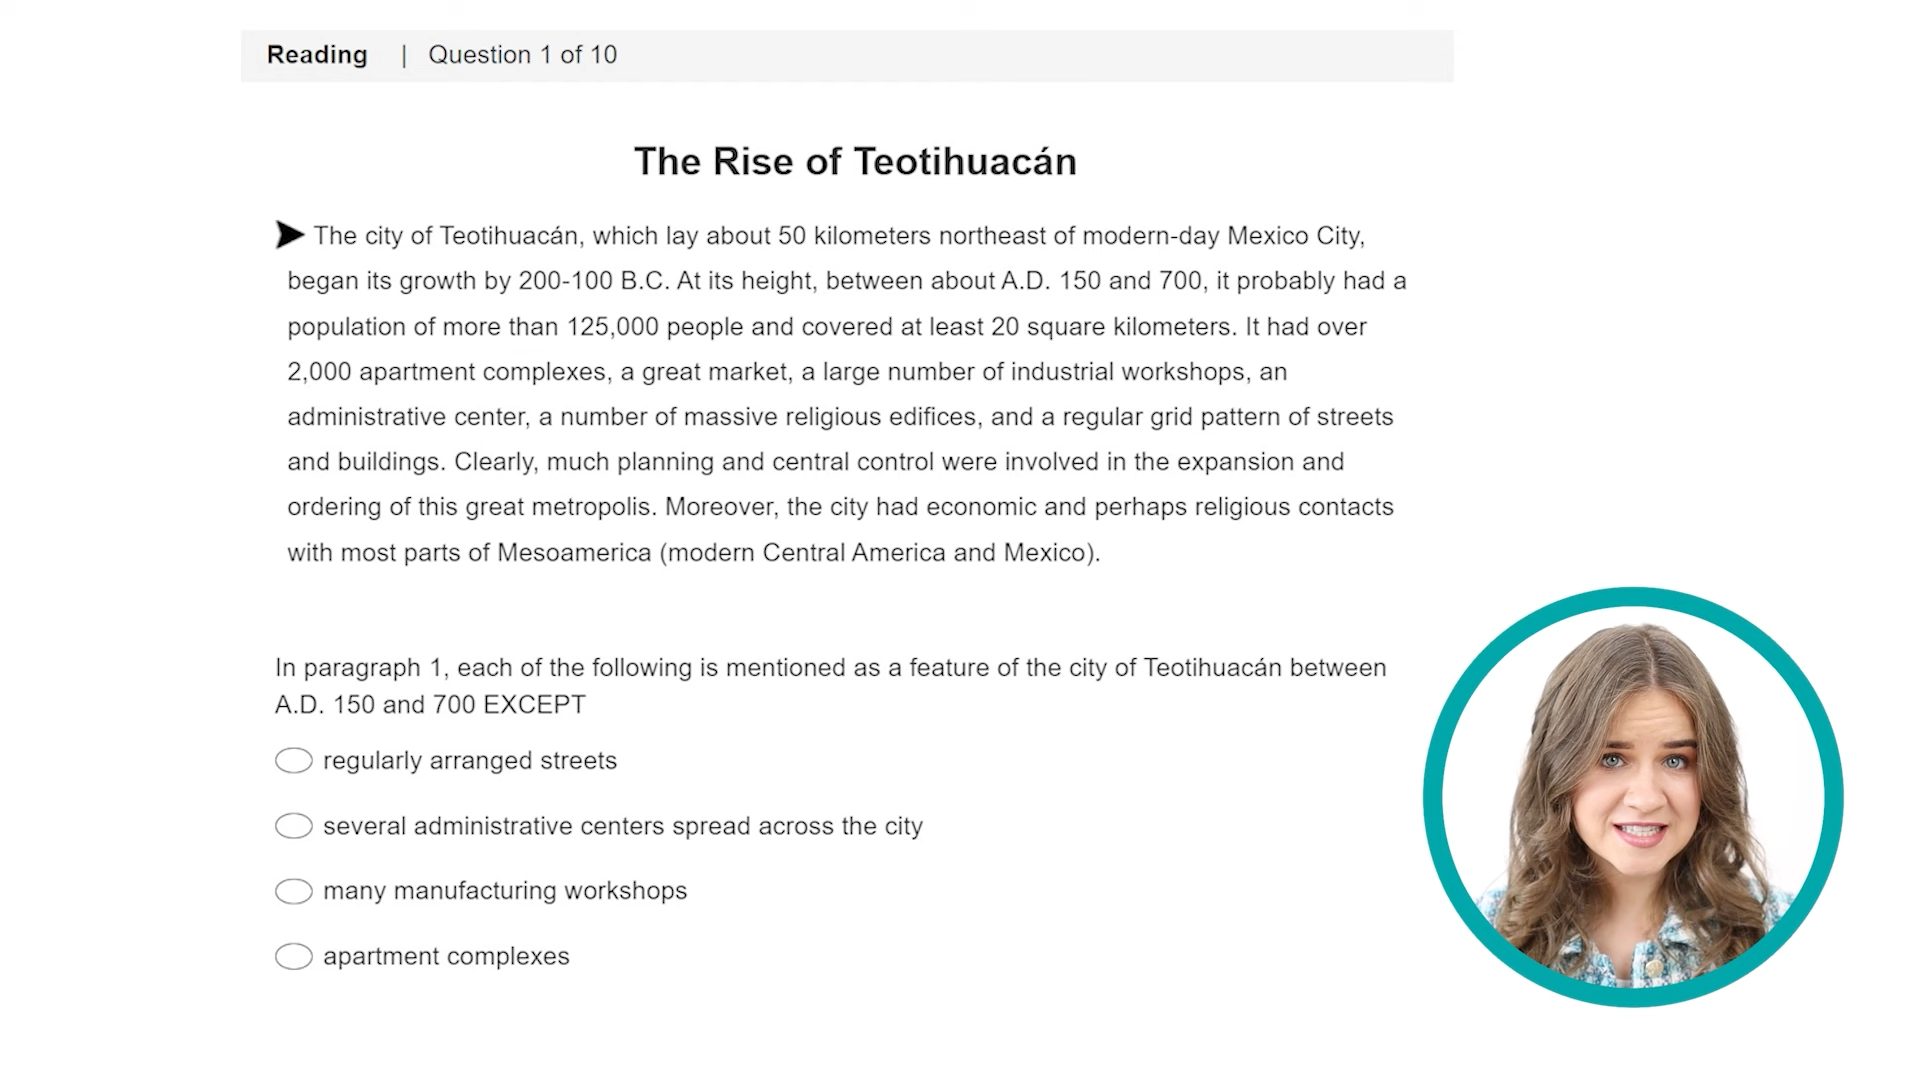 Reading | Question 1 of 10
The Rise of Teotihuacán
The city of Teotihuacán, which lay about 50 kilometers northeast of modern-day Mexico City,
began its growth by 200-100 B.C. At its height, between about A.D. 150 and 700, it probably had a
population of more than 125,000 people and covered at least 20 square kilometers. It had over
2,000 apartment complexes, a great market, a large number of industrial workshops, an
administrative center, a number of massive religious edifices, and a regular grid pattern of streets
and buildings. Clearly, much planning and central control were involved in the expansion and
ordering of this great metropolis. Moreover, the city had economic and perhaps religious contacts
with most parts of Mesoamerica (modern Central America and Mexico).
In paragraph 1, each of the following is mentioned as a feature of the city of Teotihuacán between
A.D. 150 and 700 EXCEPT
regularly arranged streets
several administrative centers spread across the city
many manufacturing workshops
apartment complexes